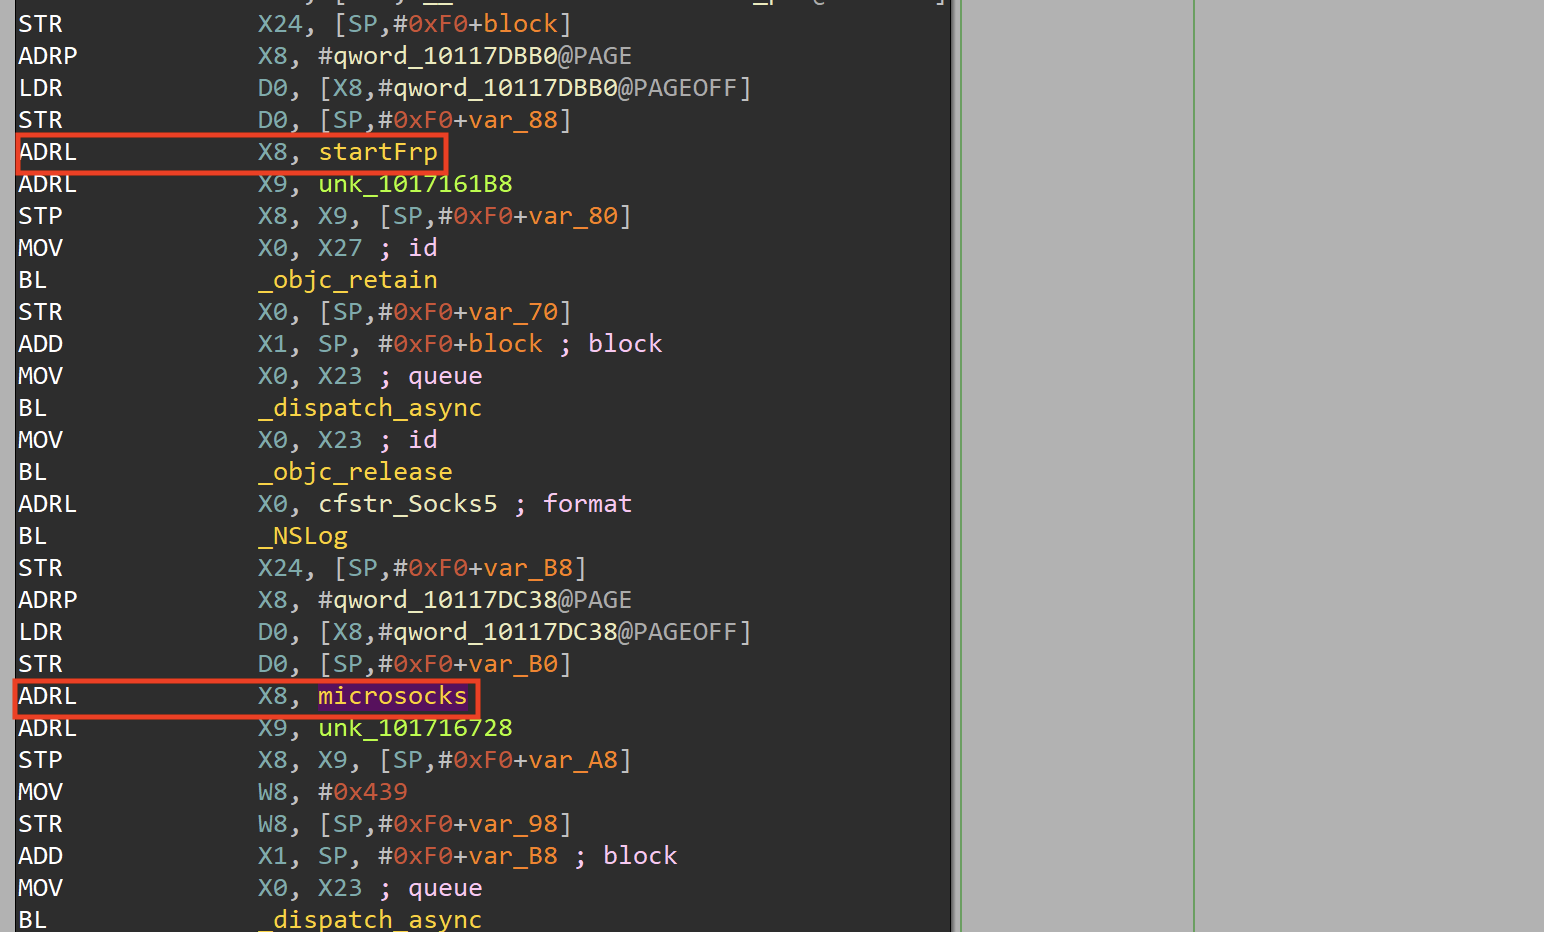 STR X24, [SP,#0xF0+block]
ADRP X8, #qword_10117DBB0@PAGE
LDR D0, [X8,#qword_10117DBB0@PAGEOFF]
STR D0, [SP,#0xF0+var_88]
ADRL X8, startFrp
ADRL X9, unk_1017161B8
STP X8, X9, [SP,#0xF0+var_80]
MOV X0, X27 ; id
BL _objc_retain
STR X0, [SP,#0xF0+var_70]
ADD X1, SP, #0xF0+block ; block
MOV X0, X23 ; queue
BL _dispatch_async
MOV X0, X23 ; id
BL _objc_release
ADRL X0, cfstr_Socks5 ; format
BL _NSLog
STR X24, [SP,#0xF0+var_B8]
ADRP X8, #qword_10117DC38@PAGE
LDR D0, [X8,#qword_10117DC38@PAGEOFF]
STR D0, [SP,#0xF0+var_B0]
ADRL X8, microsocks
ADRL X9, unk_101716728
STP X8, X9, [SP,#0xF0+var_A8]
MOV W8, #0x439
STR W8, [SP,#0xF0+var_98]
ADD X1, SP, #0xF0+var_B8 ; block
MOV X0, X23 ; queue
BL _dispatch_async